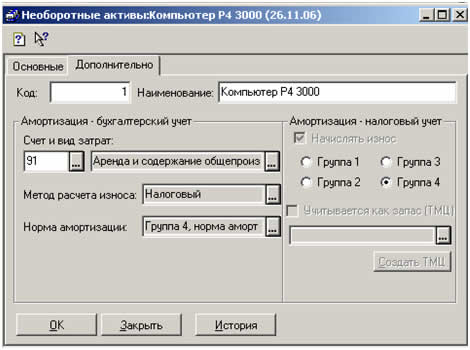 Необоротные активы:Компьютер P4 3000 (26.11.06)
Основные Дополнительно
Код: 1 Наименование: Компьютер P4 3000
Амортизация - бухгалтерский учет Амортизация - налоговый учет
Счет и вид затрат: Начислять износ
91 ... Аренда и содержание общепроиз ... Группа 1 Группа 3
Метод расчета износа: Налоговый ... Группа 2 Группа 4
Учитывается как запас (ТМЦ)
Норма амортизации: Группа 4, норма аморт ... ...
Создать ТМЦ
OK Закрыть История